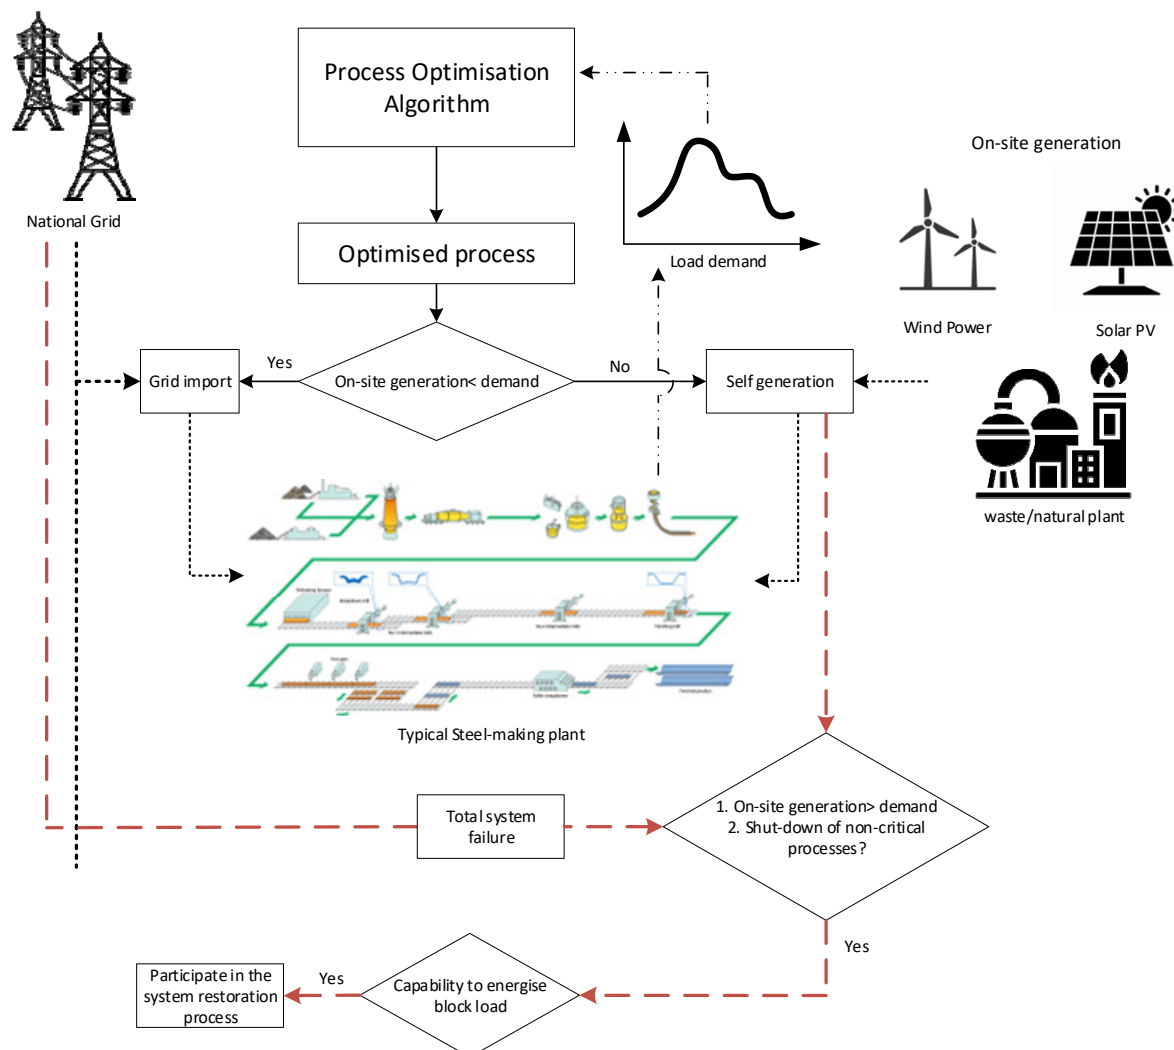 Process Optimisation
Algorithm
On-site generation
National Grid
Optimised process
Load demand
Wind Power
Solar PV
Grid import
Yes
On-site generation< demand
No
Self generation
waste/natural plant
Typical Steel-making plant
Total system
failure
1. On-site generation> demand
2. Shut-down of non-critical
processes?
Yes
Participate in the
system restoration
process
Yes
Capability to energise
block load